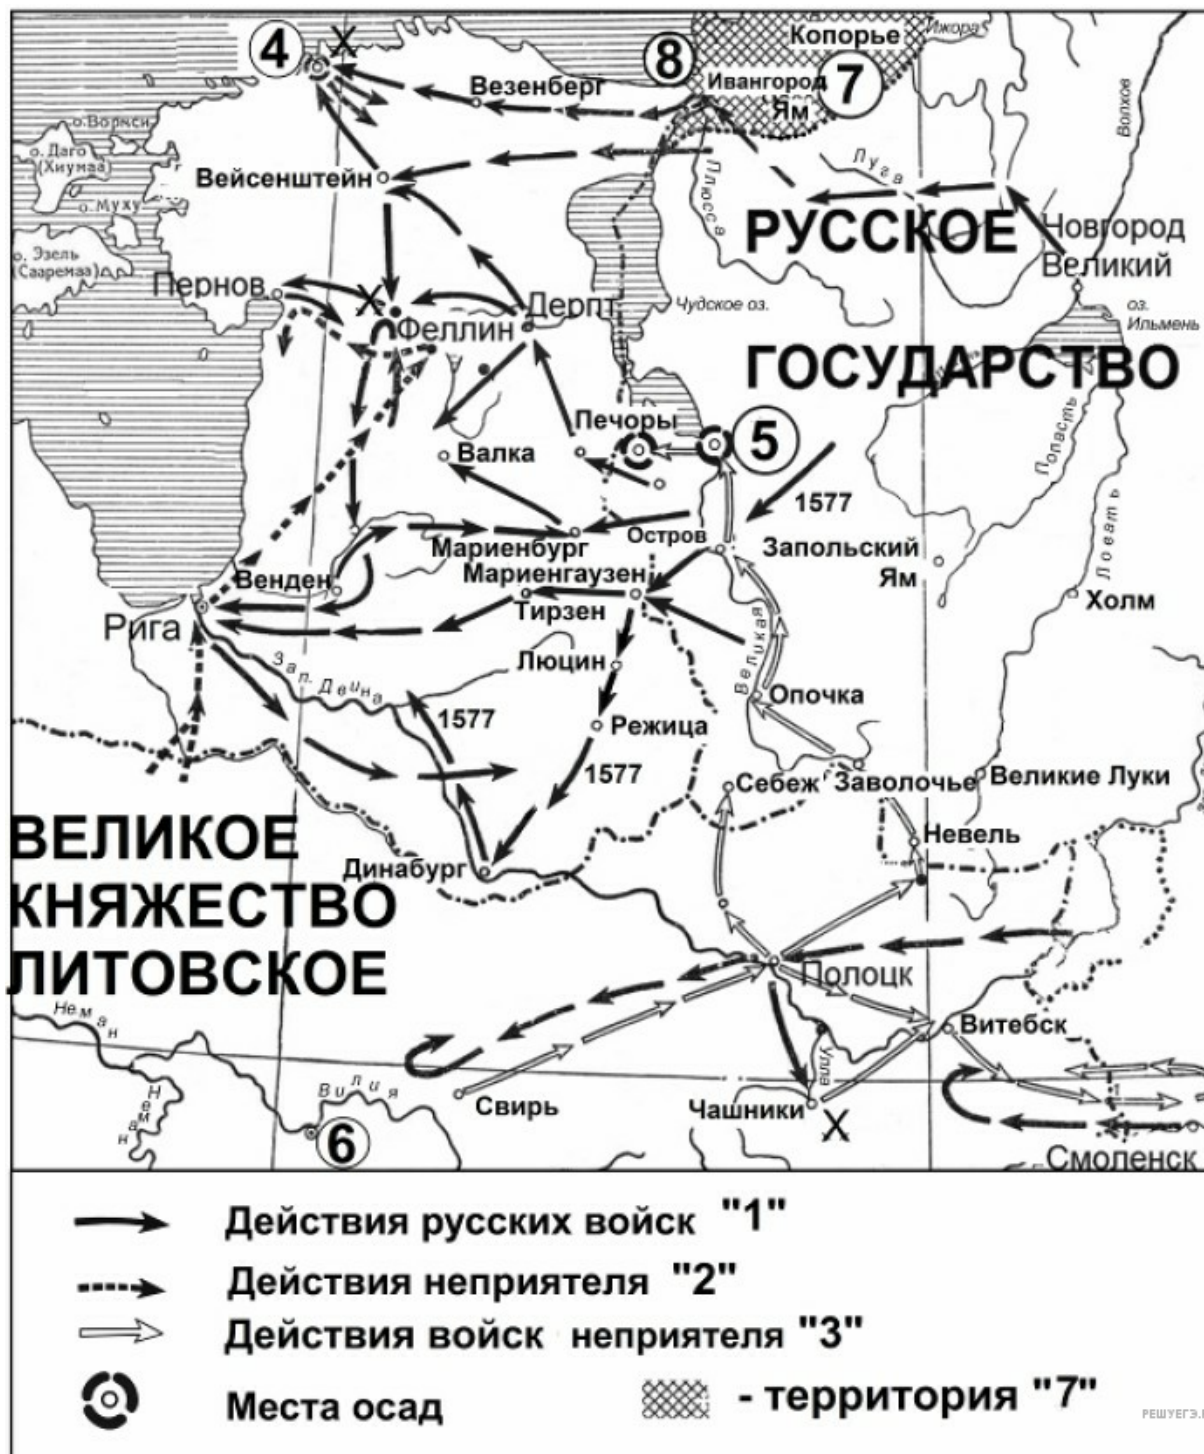 4
X
8
Копорье
Ижора
Ивангород
7
Ям
Везенберг
Волхов
о. Вормси
о. Даго
(Хиумаа)
Вейсенштейн
Плюсса
Луга
о. Муху
РУССКОЕ
Новгород
Великий
о. Эзель
(Сааремаа)
Пернов
X
Дерпт
Чудское оз.
оз.
Ильмень
Феллин
ГОСУДАРСТВО
Печоры
5
Валка
1577
Ловать
Остров
Запольский
Ям
Мариенбург
Венден
Мариенгаузен
Тирзен
Холм
Рига
Великая
Люцин
Зап. Двина
Опочка
1577
Режица
1577
Себеж
Заволочье
Великие Луки
ВЕЛИКОЕ
Невель
Динабург
КНЯЖЕСТВО
ЛИТОВСКОЕ
Полоцк
Неман
Витебск
Улла
Неман
Вилия
Свирь
Чашники
X
6
Смоленск
Действия русских войск "1"
Действия неприятеля "2"
Действия войск неприятеля "3"
Места осад
- территория "7"